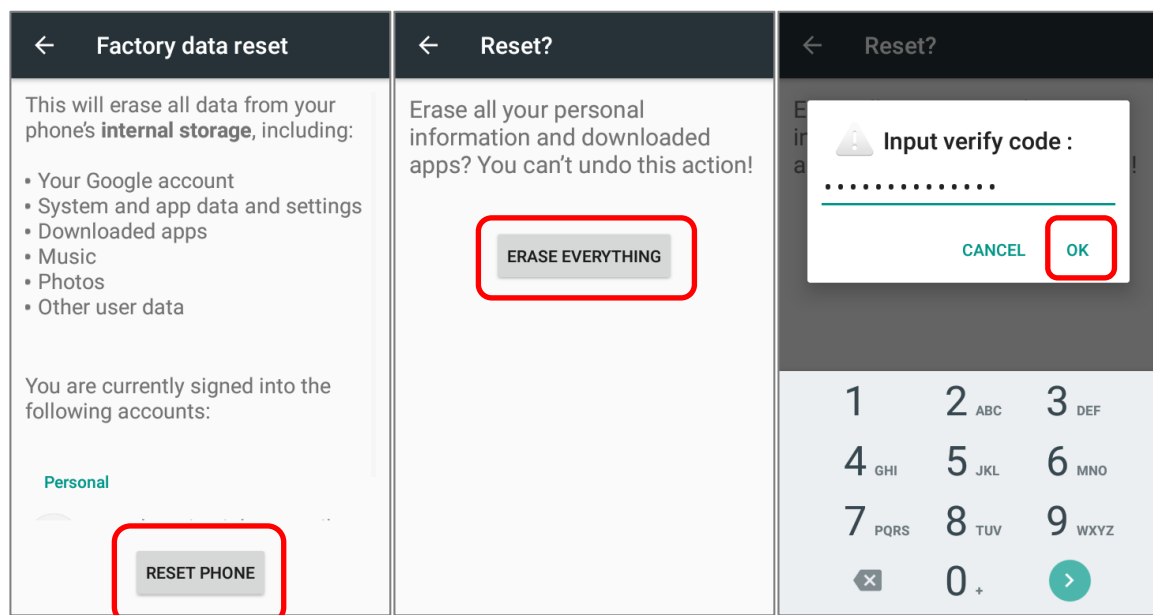 Factory data reset
This will erase all data from your
phone's internal storage, including:
• Your Google account
• System and app data and settings
• Downloaded apps
• Music
• Photos
• Other user data
You are currently signed into the
following accounts:
Personal
RESET PHONE
Reset?
Erase all your personal
information and downloaded
apps? You can't undo this action!
ERASE EVERYTHING
Reset?
Input verify code :
CANCEL OK
1 2 ABC 3 DEF
4 GHI 5 JKL 6 MNO
7 PQRS 8 TUV 9 WXYZ
0 +